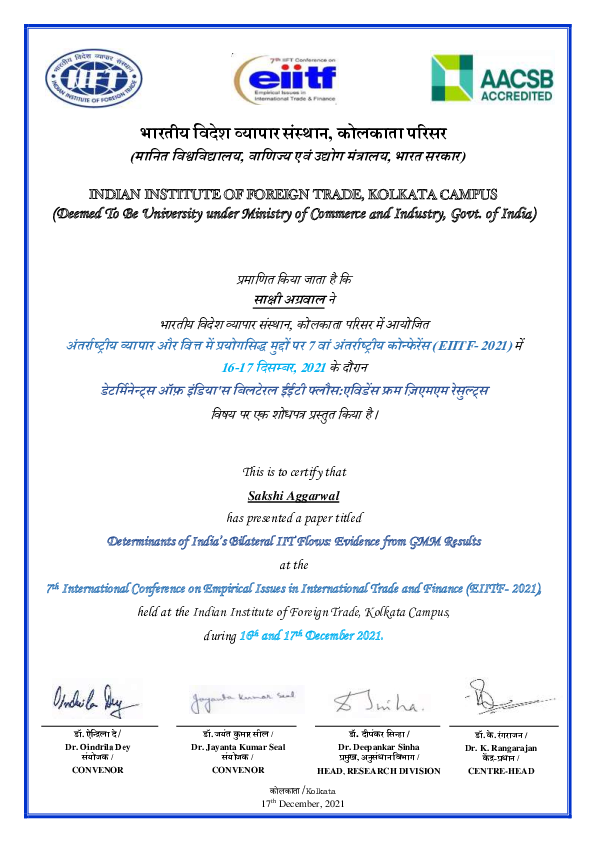 भारतीय विदेश व्यापार संस्थान
IIFT
INDIAN INSTITUTE OF FOREIGN TRADE
7th IIFT Conference on
eiitf
Empirical Issues in
International Trade & Finance
AACSB
ACCREDITED
भारतीय विदेश व्यापार संस्थान, कोलकाता परिसर
(मानित विश्वविद्यालय, वाणिज्य एवं उद्योग मंत्रालय, भारत सरकार)
INDIAN INSTITUTE OF FOREIGN TRADE, KOLKATA CAMPUS
(Deemed To Be University under Ministry of Commerce and Industry, Govt. of India)
प्रमाणित किया जाता है कि
साक्षी अग्रवाल ने
भारतीय विदेश व्यापार संस्थान, कोलकाता परिसर में आयोजित
अंतर्राष्ट्रीय व्यापार और वित्त में प्रयोगसिद्ध मुद्दों पर 7 वां अंतर्राष्ट्रीय कोन्फेरेंस (EIITF- 2021) में
16-17 दिसम्बर, 2021 के दौरान
डेटर्मिनेन्ट्स ऑफ़ इंडिया'स बिलटेरल ईईटी फ्लौस:एविडेंस फ्रम ज़िएमएम रेसुल्ट्स
विषय पर एक शोधपत्र प्रस्तुत किया है।
This is to certify that
Sakshi Aggarwal
has presented a paper titled
Determinants of India's Bilateral IIT Flows: Evidence from GMM Results
at the
7th International Conference on Empirical Issues in International Trade and Finance (EIITF- 2021),
held at the Indian Institute of Foreign Trade, Kolkata Campus,
during 16th and 17th December 2021.
Oindrila Dey
Jayanta Kumar Seal
D Sinha.
डॉ. ऐन्द्रिला दे /
Dr. Oindrila Dey
संयोजक /
CONVENOR
डॉ. जयंत कुमार सील /
Dr. Jayanta Kumar Seal
संयोजक /
CONVENOR
डॉ. दीपंकर सिन्हा /
Dr. Deepankar Sinha
प्रमुख, अनुसंधान विभाग /
HEAD, RESEARCH DIVISION
डॉ. के. रंगराजन /
Dr. K. Rangarajan
केंद्र-प्रधान /
CENTRE-HEAD
कोलकाता /Kolkata
17th December, 2021